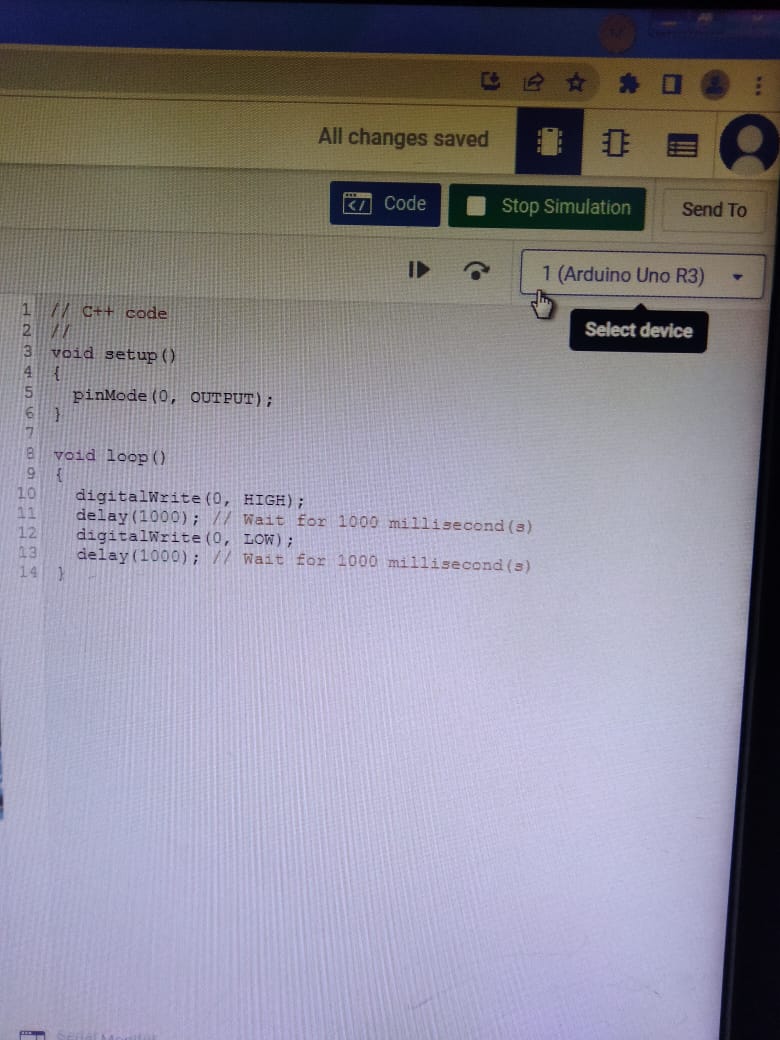 All changes saved
Code
Stop Simulation
Send To
1 (Arduino Uno R3)
Select device
1 // C++ code
2 //
3 void setup()
4 {
5 pinMode(0, OUTPUT);
6 }
7
8 void loop()
9 {
10 digitalWrite(0, HIGH);
11 delay(1000); // Wait for 1000 millisecond(s)
12 digitalWrite(0, LOW);
13 delay(1000); // Wait for 1000 millisecond(s)
14 }
Serial Monitor